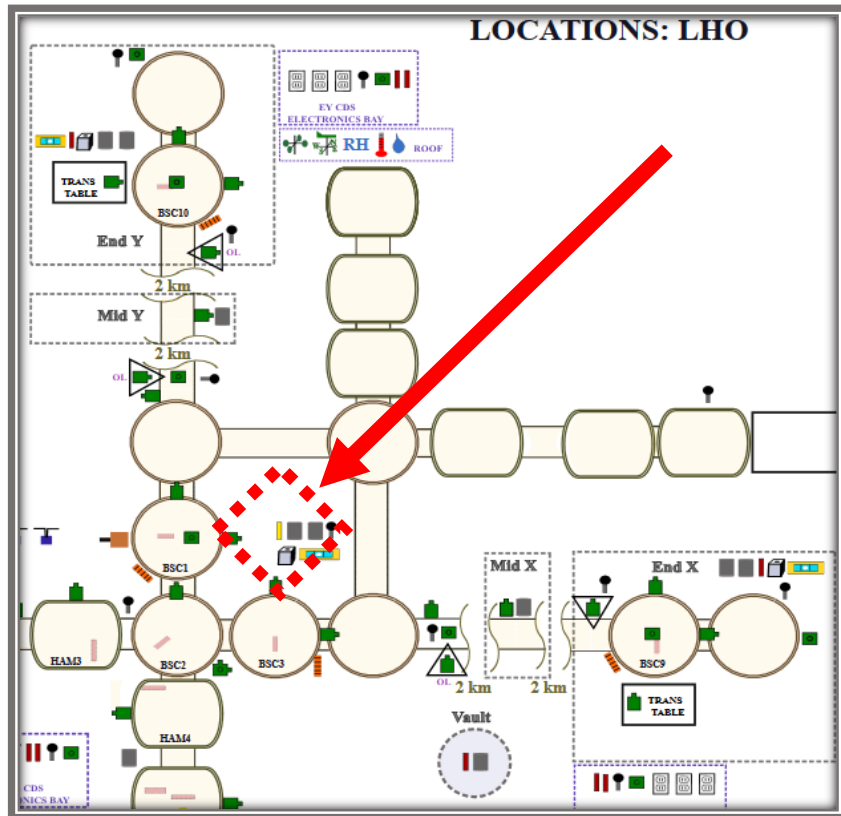 LOCATIONS: LHO
EY CDS
ELECTRONICS BAY
RH
ROOF
TRANS
TABLE
BSC10
End Y
OL
2 km
Mid Y
2 km
OL
BSC1
Mid X
End X
HAM3
BSC2
BSC3
BSC9
OL
2 km
2 km
TRANS
TABLE
Vault
HAM4
CDS
NICS BAY